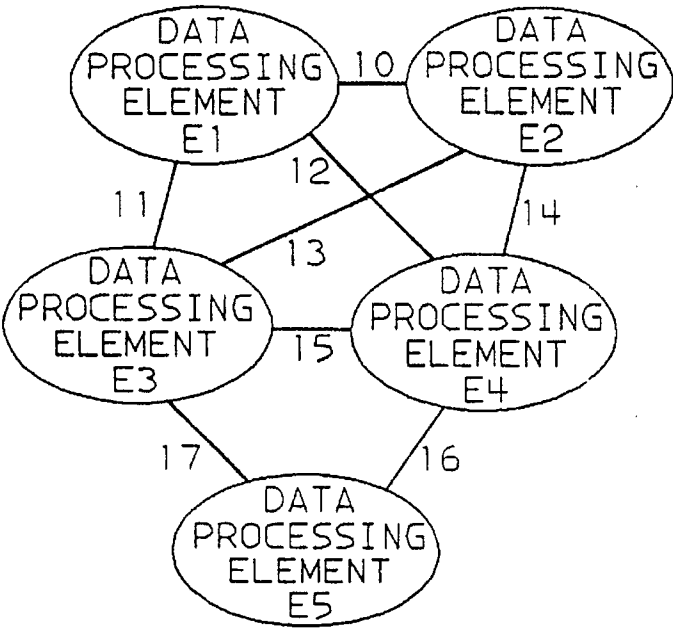 DATA
PROCESSING
ELEMENT
E1
10
DATA
PROCESSING
ELEMENT
E2
11
12
13
14
DATA
PROCESSING
ELEMENT
E3
15
DATA
PROCESSING
ELEMENT
E4
17
16
DATA
PROCESSING
ELEMENT
E5